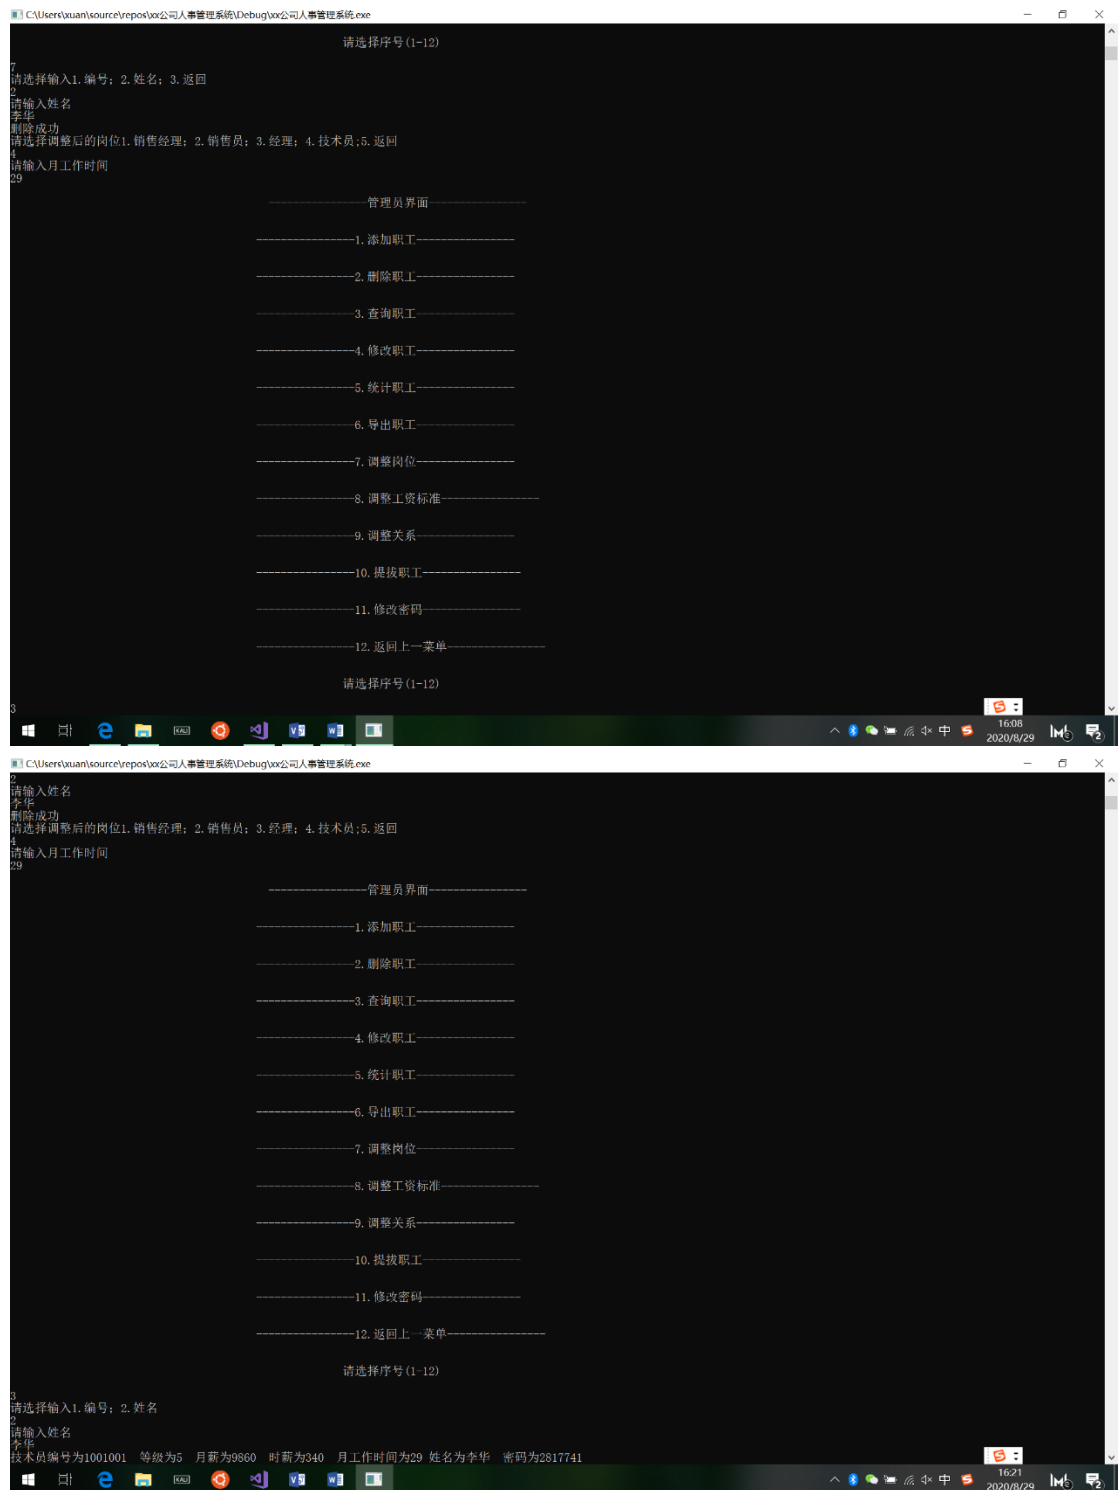 C:\Users\xuan\source\repos\xx公司人事管理系统\Debug\xx公司人事管理系统.exe
请选择序号(1-12)
7
请选择输入1.编号；2.姓名；3.返回
2
请输入姓名
李华
删除成功
请选择调整后的岗位1.销售经理；2.销售员；3.经理；4.技术员;5.返回
4
请输入月工作时间
29
----------------管理员界面----------------
----------------1.添加职工----------------
----------------2.删除职工----------------
----------------3.查询职工----------------
----------------4.修改职工----------------
----------------5.统计职工----------------
----------------6.导出职工----------------
----------------7.调整岗位----------------
----------------8.调整工资标准----------------
----------------9.调整关系----------------
----------------10.提拔职工----------------
----------------11.修改密码----------------
----------------12.返回上一菜单----------------
请选择序号(1-12)
3
中
16:08
2020/8/29
C:\Users\xuan\source\repos\xx公司人事管理系统\Debug\xx公司人事管理系统.exe
2
请输入姓名
李华
删除成功
请选择调整后的岗位1.销售经理；2.销售员；3.经理；4.技术员;5.返回
4
请输入月工作时间
29
----------------管理员界面----------------
----------------1.添加职工----------------
----------------2.删除职工----------------
----------------3.查询职工----------------
----------------4.修改职工----------------
----------------5.统计职工----------------
----------------6.导出职工----------------
----------------7.调整岗位----------------
----------------8.调整工资标准----------------
----------------9.调整关系----------------
----------------10.提拔职工----------------
----------------11.修改密码----------------
----------------12.返回上一菜单----------------
请选择序号(1-12)
3
请选择输入1.编号；2.姓名
2
请输入姓名
李华
技术员编号为1001001 等级为5 月薪为9860 时薪为340 月工作时间为29 姓名为李华 密码为2817741
中
16:21
2020/8/29